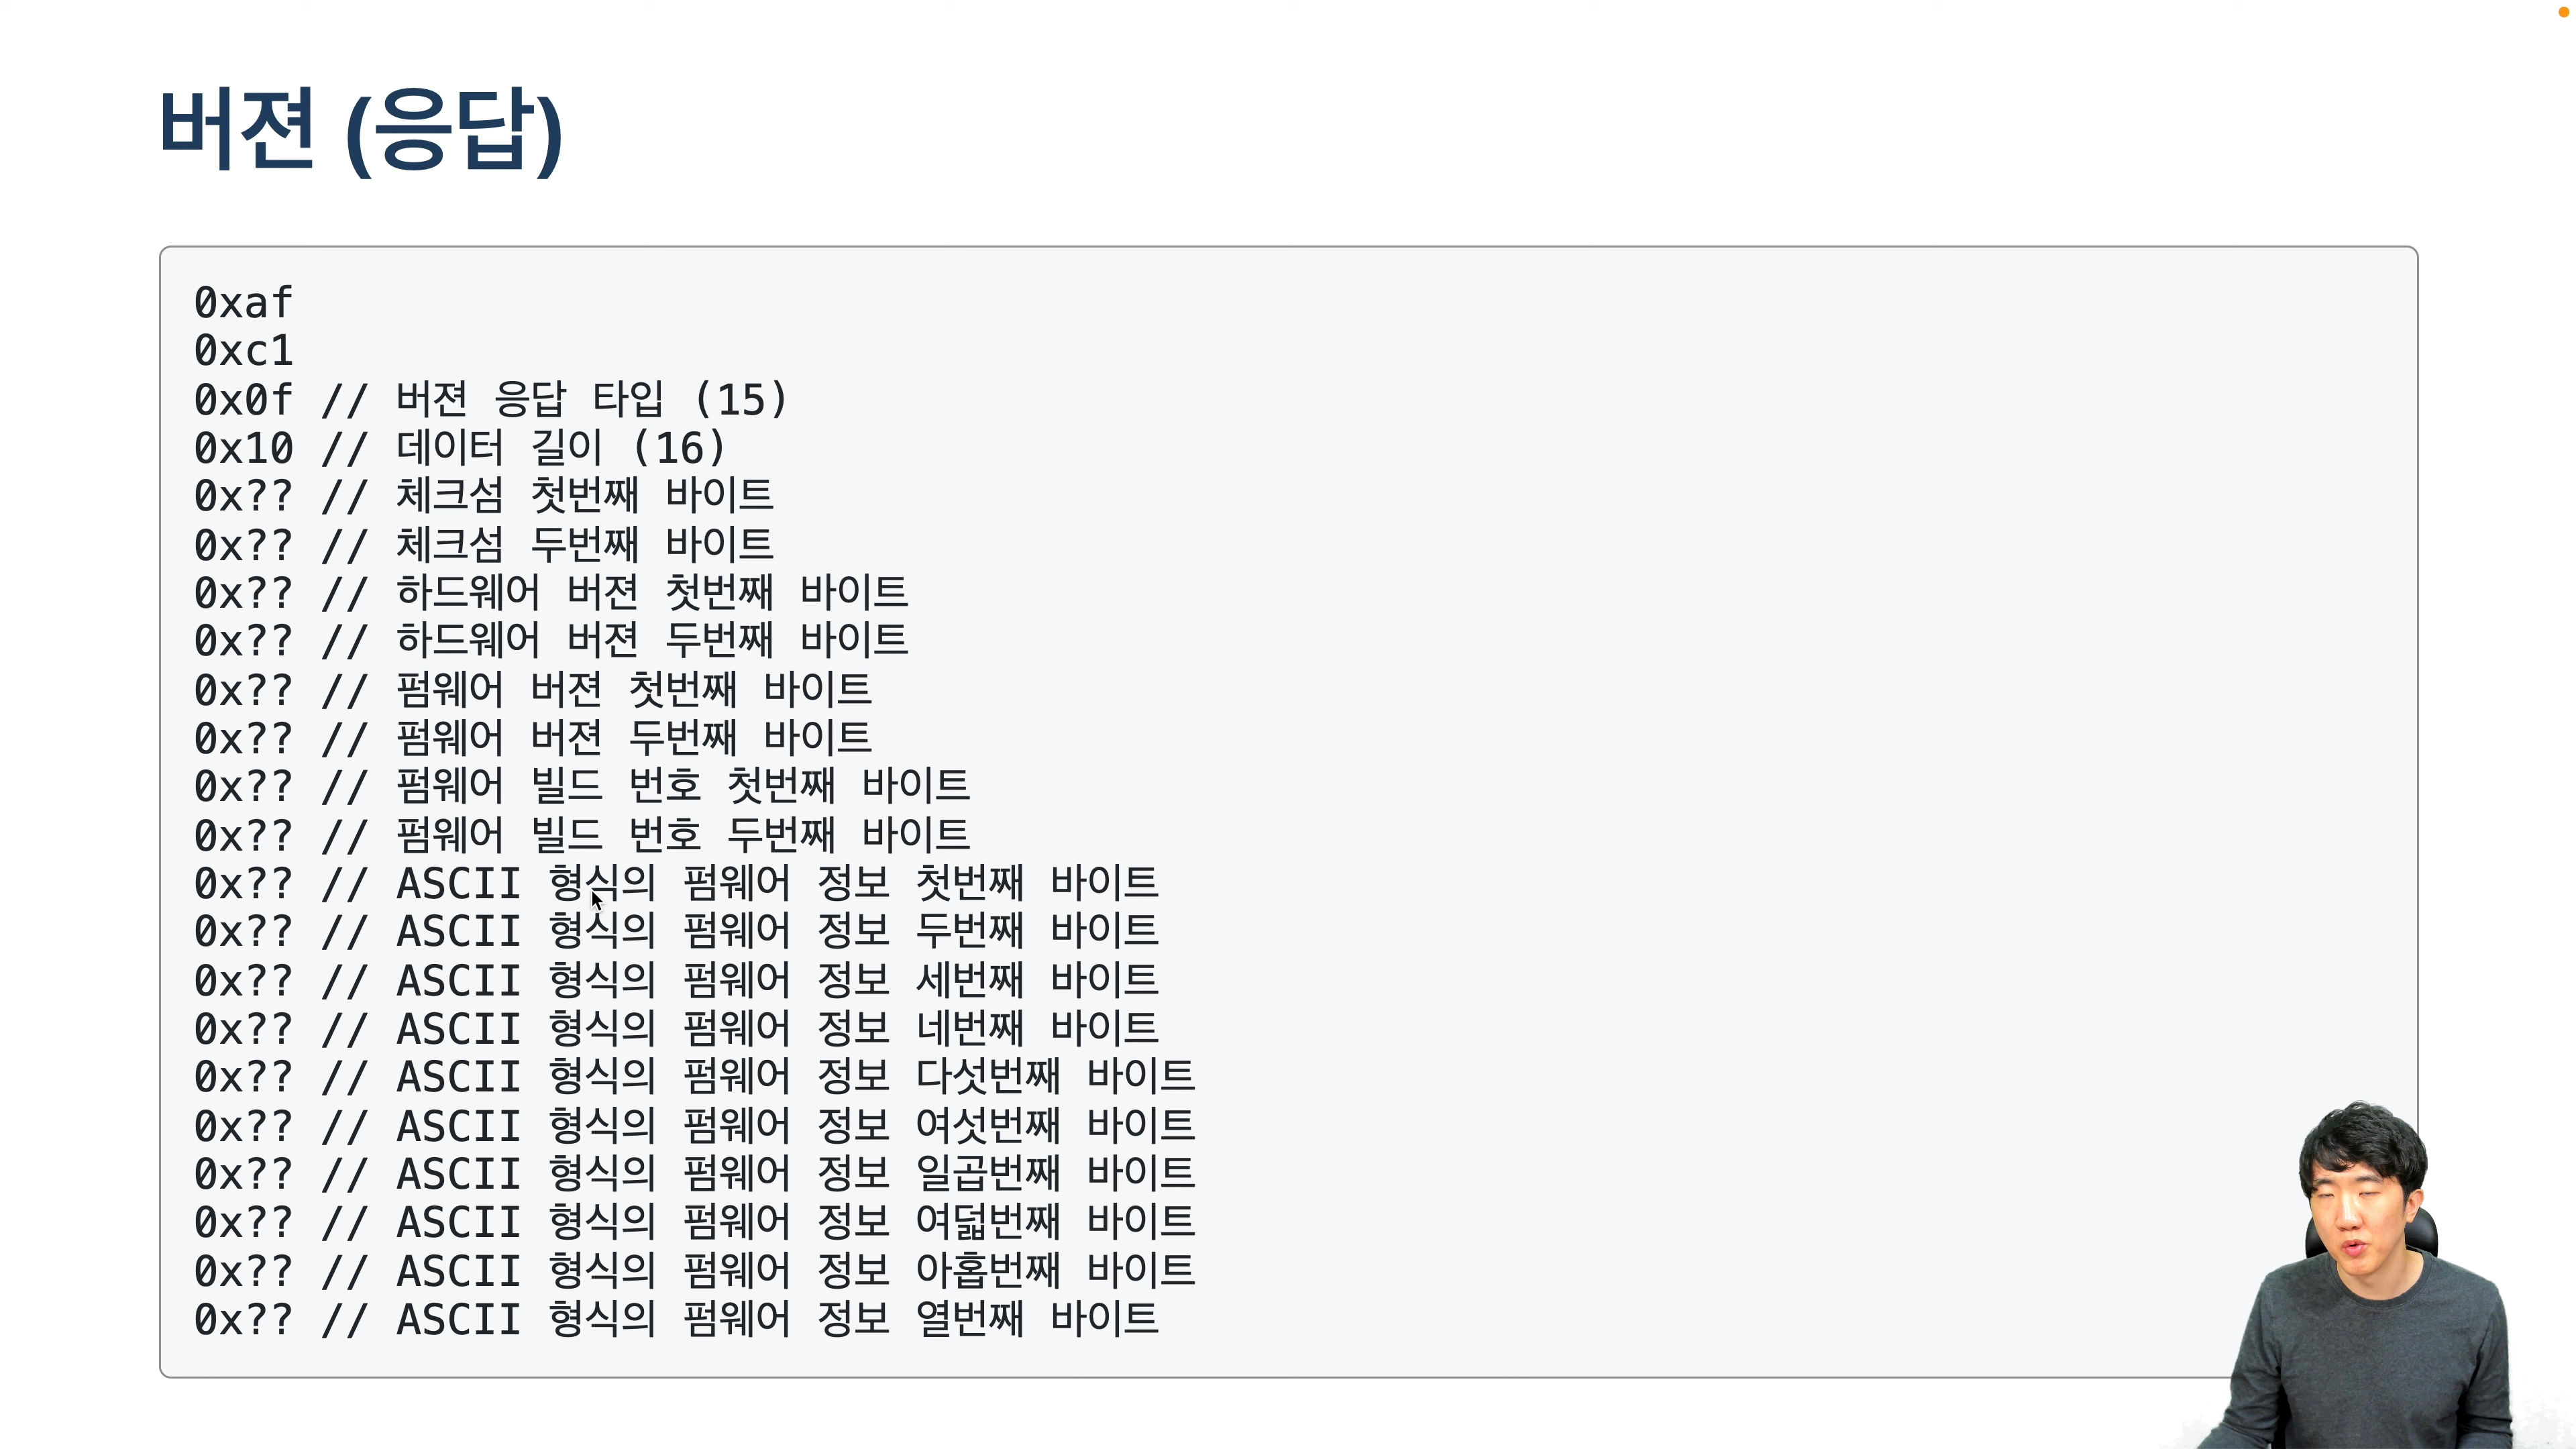 버젼 (응답)
0xaf
0xc1
0x0f // 버젼 응답 타입 (15)
0x10 // 데이터 길이 (16)
0x?? // 체크섬 첫번째 바이트
0x?? // 체크섬 두번째 바이트
0x?? // 하드웨어 버젼 첫번째 바이트
0x?? // 하드웨어 버젼 두번째 바이트
0x?? // 펌웨어 버젼 첫번째 바이트
0x?? // 펌웨어 버젼 두번째 바이트
0x?? // 펌웨어 빌드 번호 첫번째 바이트
0x?? // 펌웨어 빌드 번호 두번째 바이트
0x?? // ASCII 형식의 펌웨어 정보 첫번째 바이트
0x?? // ASCII 형식의 펌웨어 정보 두번째 바이트
0x?? // ASCII 형식의 펌웨어 정보 세번째 바이트
0x?? // ASCII 형식의 펌웨어 정보 네번째 바이트
0x?? // ASCII 형식의 펌웨어 정보 다섯번째 바이트
0x?? // ASCII 형식의 펌웨어 정보 여섯번째 바이트
0x?? // ASCII 형식의 펌웨어 정보 일곱번째 바이트
0x?? // ASCII 형식의 펌웨어 정보 여덟번째 바이트
0x?? // ASCII 형식의 펌웨어 정보 아홉번째 바이트
0x?? // ASCII 형식의 펌웨어 정보 열번째 바이트